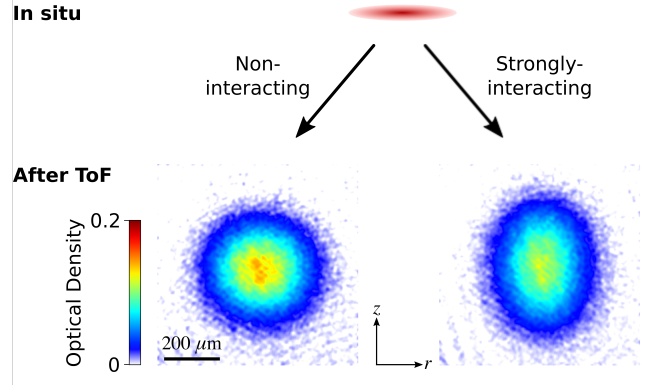 In situ
Non-
interacting
Strongly-
interacting
After ToF
Optical Density
0.2
0
200 μm
z
r